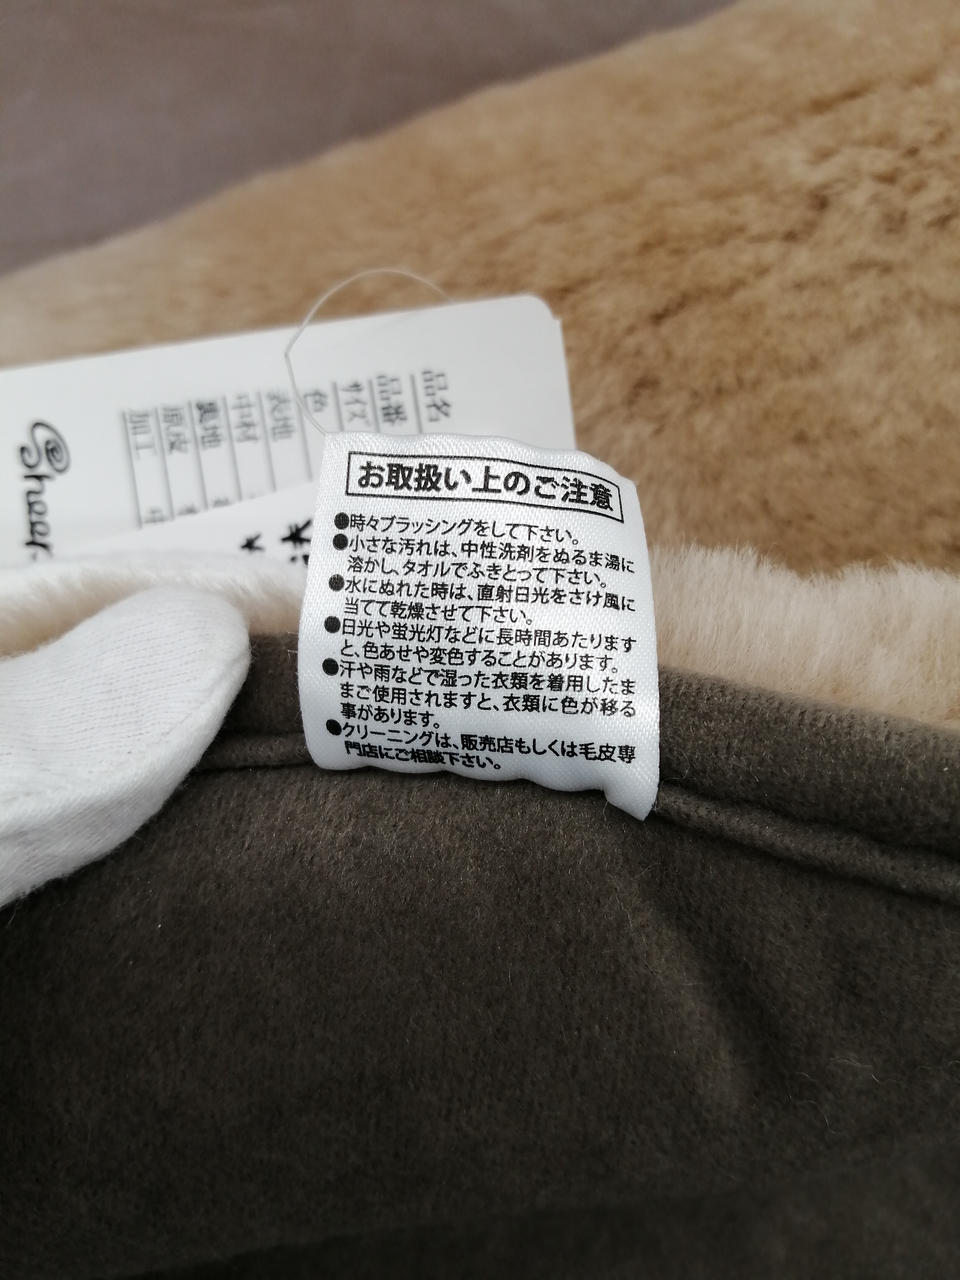 お取扱い上のご注意
●時々ブラッシングをして下さい。
●小さな汚れは、中性洗剤をぬるま湯に
溶かし、タオルでふきとって下さい。
●水にぬれた時は、直射日光をさけ風に
当てて乾燥させて下さい。
●日光や蛍光灯などに長時間あたります
と、色あせや変色することがあります。
●汗や雨などで湿った衣類を着用したま
まご使用されますと、衣類に色が移る
事があります。
●クリーニングは、販売店もしくは毛皮専
門店にご相談下さい。
品名
品番
サイズ
色
表地
中材
裏地
原皮
加工